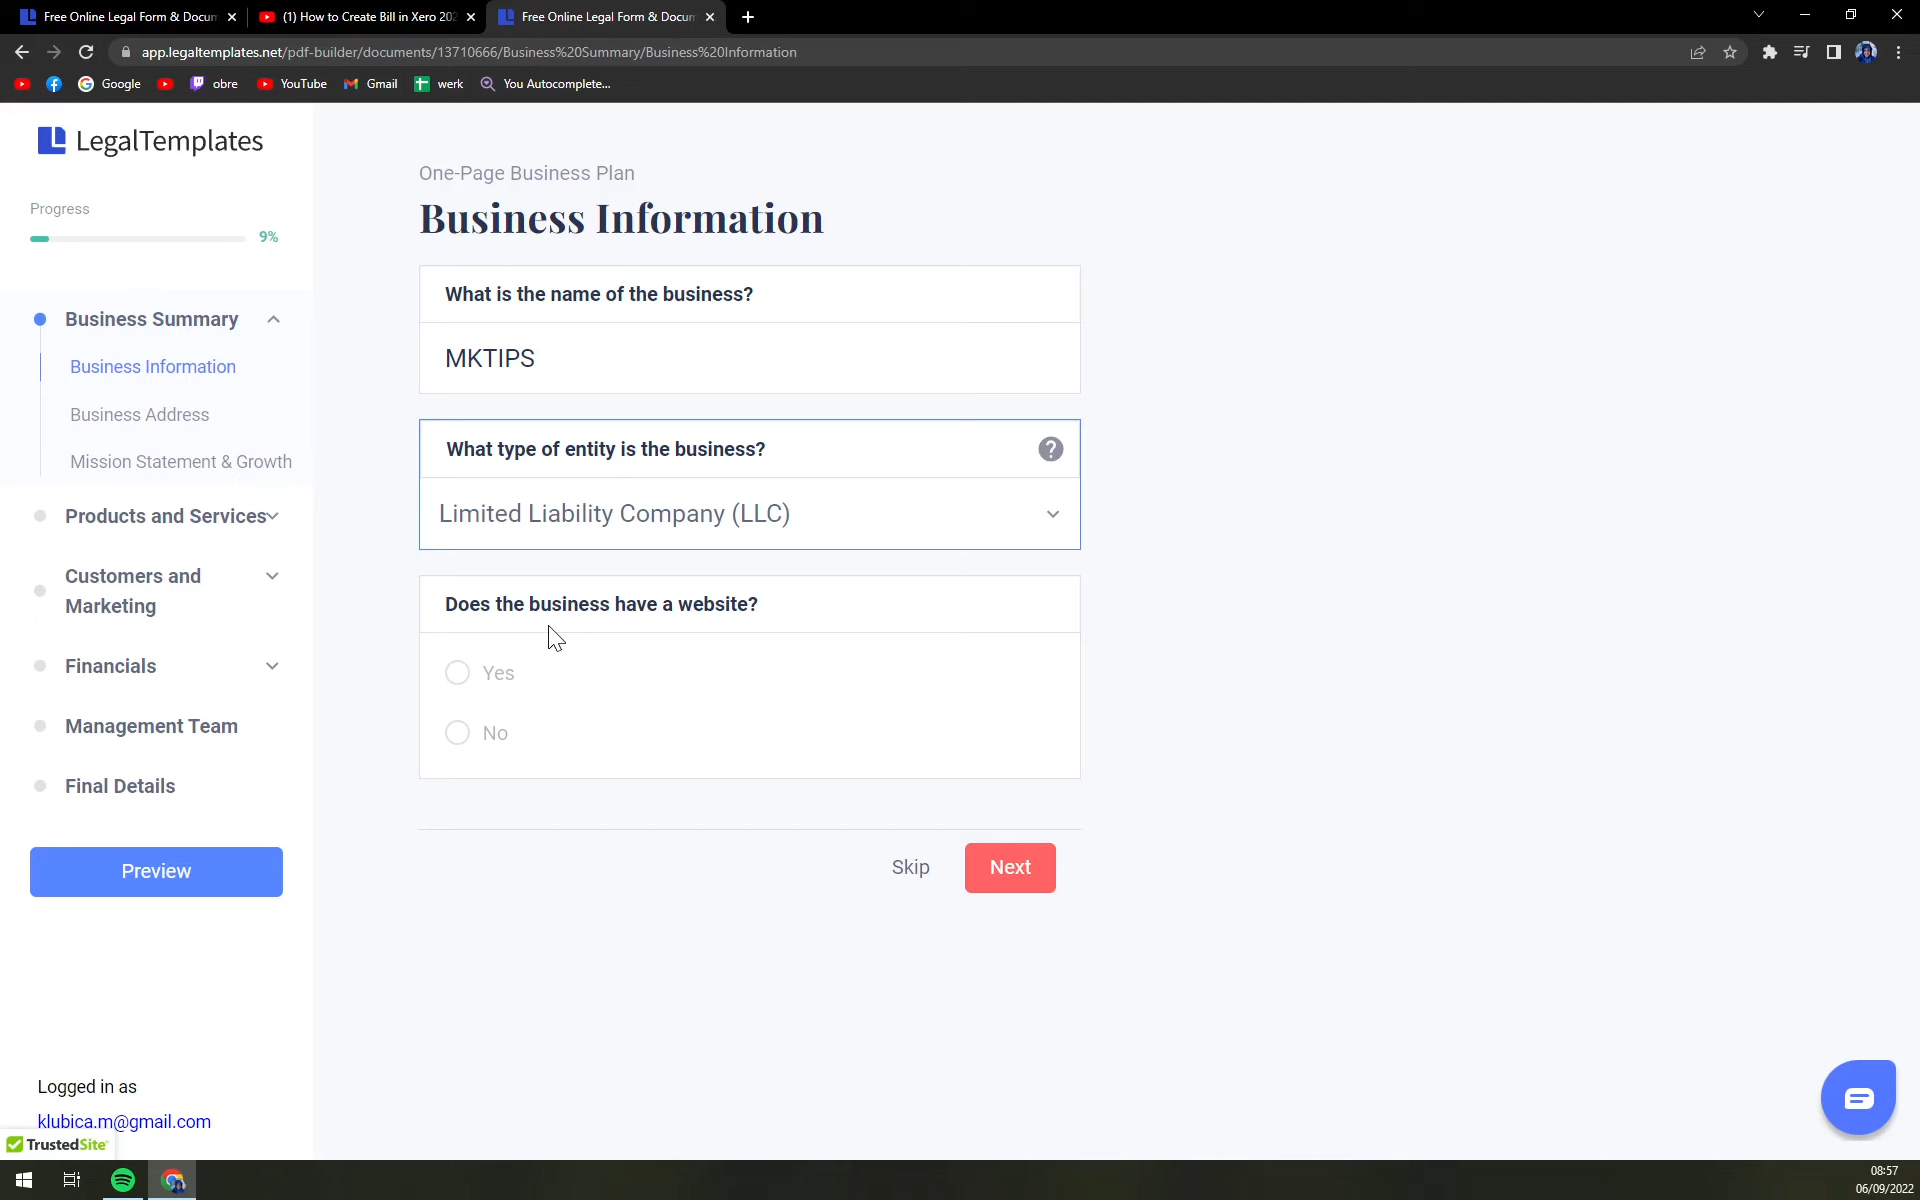 Free Online Legal Form & Docum
(1) How to Create Bill in Xero 202
Free Online Legal Form & Docum
app.legaltemplates.net/pdf-builder/documents/13710666/Business%20Summary/Business%20Information
Google
obre
YouTube
Gmail
werk
You Autocomplete...
LegalTemplates
Progress
9%
Business Summary
Business Information
Business Address
Mission Statement & Growth
Products and Services
Customers and
Marketing
Financials
Management Team
Final Details
Preview
Logged in as
klubica.m@gmail.com
TrustedSite
One-Page Business Plan
Business Information
What is the name of the business?
MKTIPS
What type of entity is the business?
?
Limited Liability Company (LLC)
Does the business have a website?
Yes
No
Skip
Next
08:57
06/09/2022